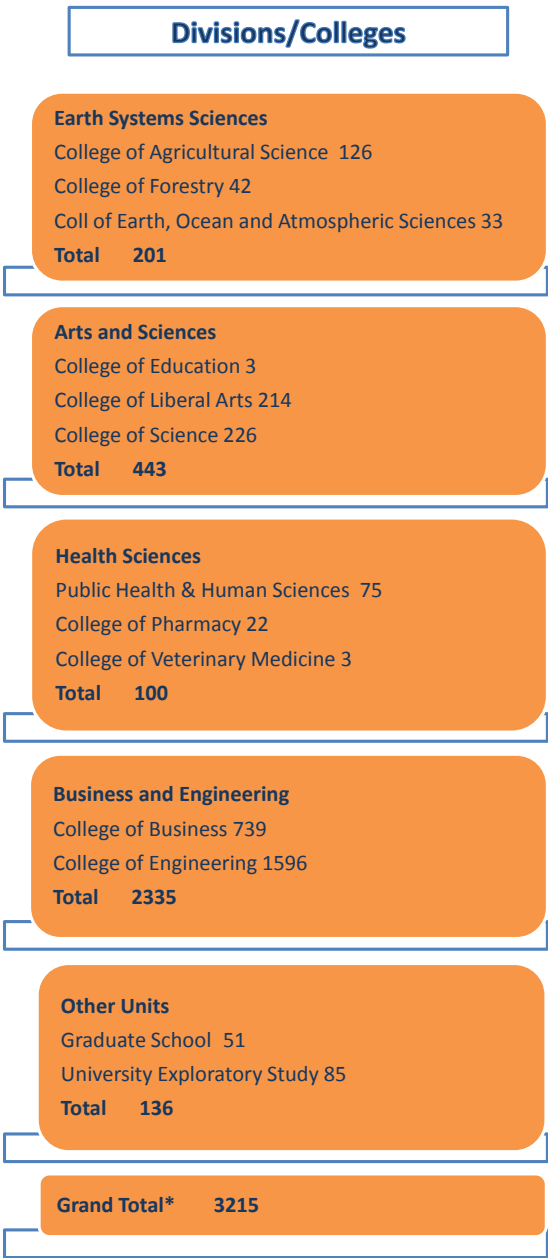 Divisions/Colleges
Earth Systems Sciences
College of Agricultural Science 126
College of Forestry 42
Coll of Earth, Ocean and Atmospheric Sciences 33
Total 201
Arts and Sciences
College of Education 3
College of Liberal Arts 214
College of Science 226
Total 443
Health Sciences
Public Health & Human Sciences 75
College of Pharmacy 22
College of Veterinary Medicine 3
Total 100
Business and Engineering
College of Business 739
College of Engineering 1596
Total 2335
Other Units
Graduate School 51
University Exploratory Study 85
Total 136
Grand Total* 3215